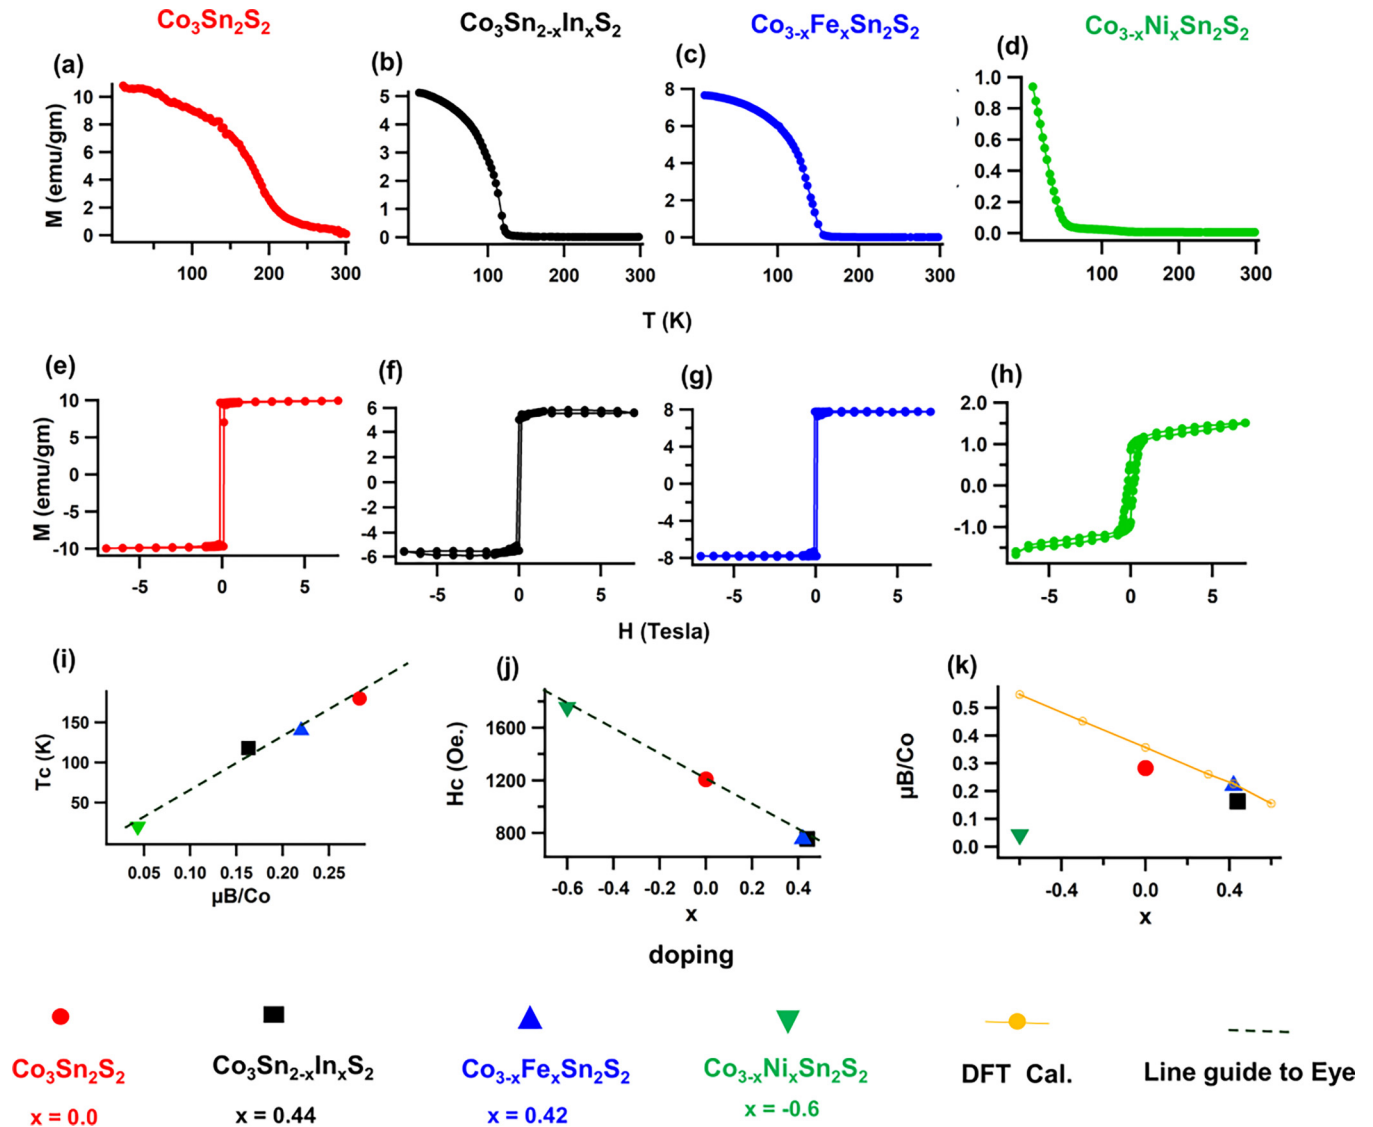 Co3Sn2S2
Co3Sn2-xInxS2
Co3-xFexSn2S2
Co3-xNixSn2S2
(a)
(b)
(c)
(d)
M (emu/gm)
10
8
6
4
2
0
100
200
300
5
4
3
2
1
0
100
200
300
8
6
4
2
0
100
200
300
1.0
0.8
0.6
0.4
0.2
0.0
100
200
300
T (K)
(e)
(f)
(g)
(h)
M (emu/gm)
10
5
0
-5
-10
-5
0
5
6
4
2
0
-2
-4
-6
-5
0
5
8
4
0
-4
-8
-5
0
5
2.0
1.0
0.0
-1.0
-5
0
5
H (Tesla)
(i)
(j)
(k)
Tc (K)
150
100
50
0.05
0.10
0.15
0.20
0.25
μB/Co
Hc (Oe.)
1600
1200
800
-0.6
-0.4
-0.2
0.0
0.2
0.4
x
μB/Co
0.5
0.4
0.3
0.2
0.1
0.0
-0.4
0.0
0.4
x
doping
Co3Sn2S2
Co3Sn2-xInxS2
Co3-xFexSn2S2
Co3-xNixSn2S2
DFT Cal.
Line guide to Eye
x = 0.0
x = 0.44
x = 0.42
x = -0.6